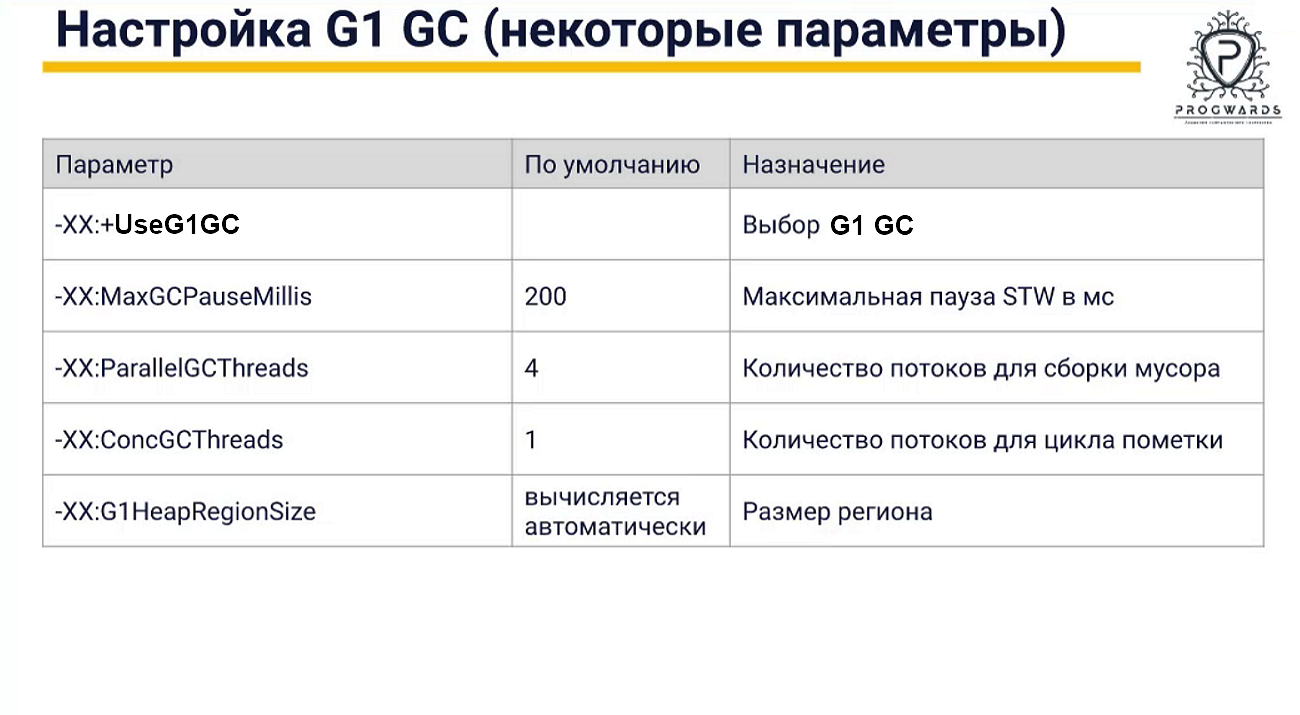 Настройка G1 GC (некоторые параметры)
PROGWARDS
Параметр По умолчанию Назначение
-XX:+UseG1GC Выбор G1 GC
-XX:MaxGCPauseMillis 200 Максимальная пауза STW в мс
-XX:ParallelGCThreads 4 Количество потоков для сборки мусора
-XX:ConcGCThreads 1 Количество потоков для цикла пометки
-XX:G1HeapRegionSize вычисляется автоматически Размер региона